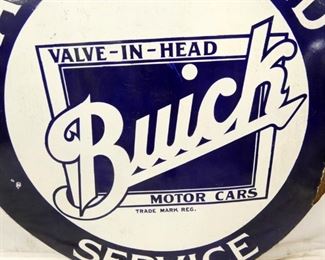 VALVE-IN-HEAD
Buick
MOTOR CARS
TRADE MARK REG.
SERVICE